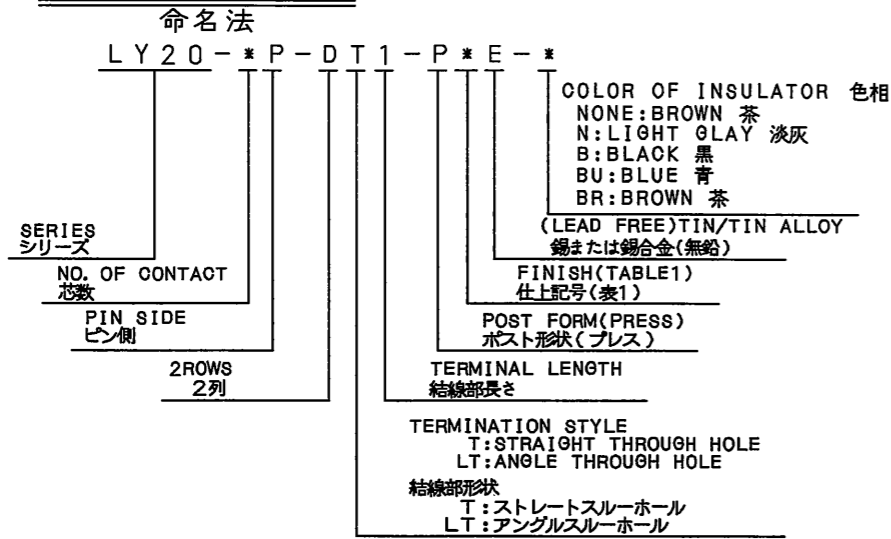 命名法
LY20-*P-DT1-P*E-*
COLOR OF INSULATOR 色相
NONE:BROWN 茶
N:LIGHT GLAY 淡灰
B:BLACK 黒
BU:BLUE 青
BR:BROWN 茶
(LEAD FREE)TIN/TIN ALLOY
錫または錫合金(無鉛)
SERIES
シリーズ
FINISH(TABLE1)
仕上記号(表1)
NO. OF CONTACT
芯数
POST FORM(PRESS)
ポスト形状(プレス)
PIN SIDE
ピン側
TERMINAL LENGTH
結線部長さ
2ROWS
2列
TERMINATION STYLE
T:STRAIGHT THROUGH HOLE
LT:ANGLE THROUGH HOLE
結線部形状
T:ストレートスルーホール
LT:アングルスルーホール